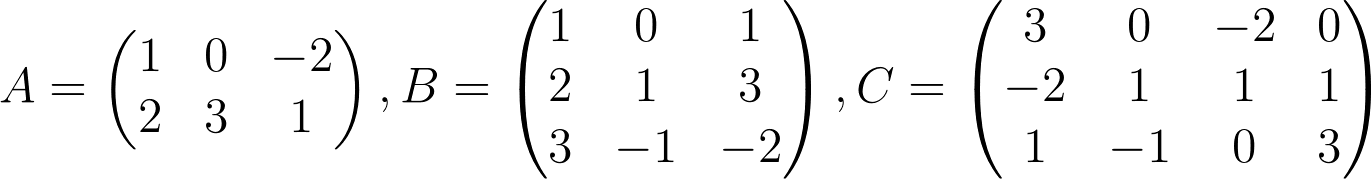 $A = \begin{pmatrix} 1 & 0 & -2 \\ 2 & 3 & 1 \end{pmatrix}, B = \begin{pmatrix} 1 & 0 & 1 \\ 2 & 1 & 3 \\ 3 & -1 & -2 \end{pmatrix}, C = \begin{pmatrix} 3 & 0 & -2 & 0 \\ -2 & 1 & 1 & 1 \\ 1 & -1 & 0 & 3 \end{pmatrix}$